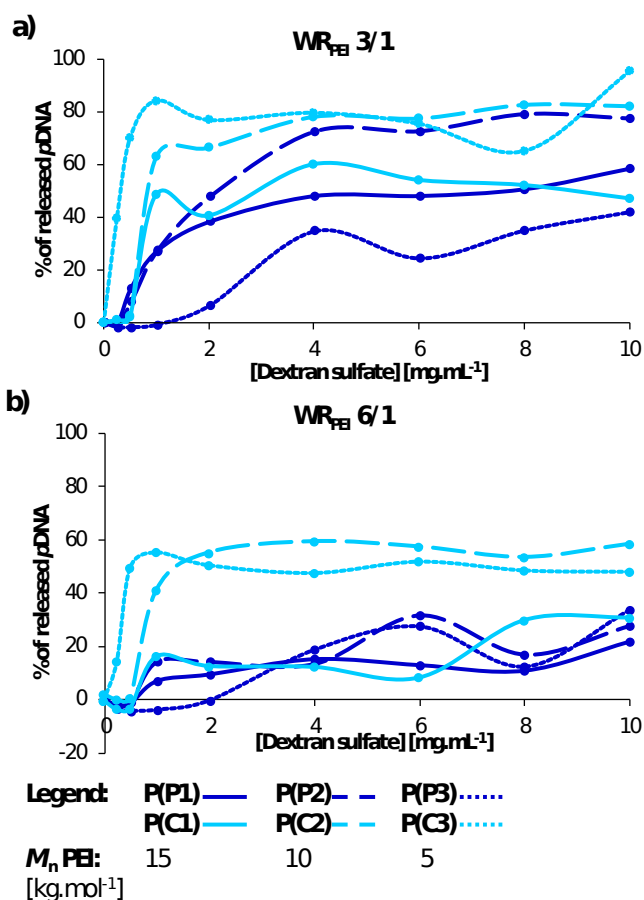 a)
WR_PEI 3/1
100
80
60
40
20
0
0 2 4 6 8 10
% of released pDNA
[Dextran sulfate] [mg.mL⁻¹]
b)
WR_PEI 6/1
100
80
60
40
20
0
-20
0 2 4 6 8 10
% of released pDNA
[Dextran sulfate] [mg.mL⁻¹]
Legend: P(P1) P(P2) P(P3)
P(C1) P(C2) P(C3)
Mn PEI: 15 10 5
[kg.mol⁻¹]